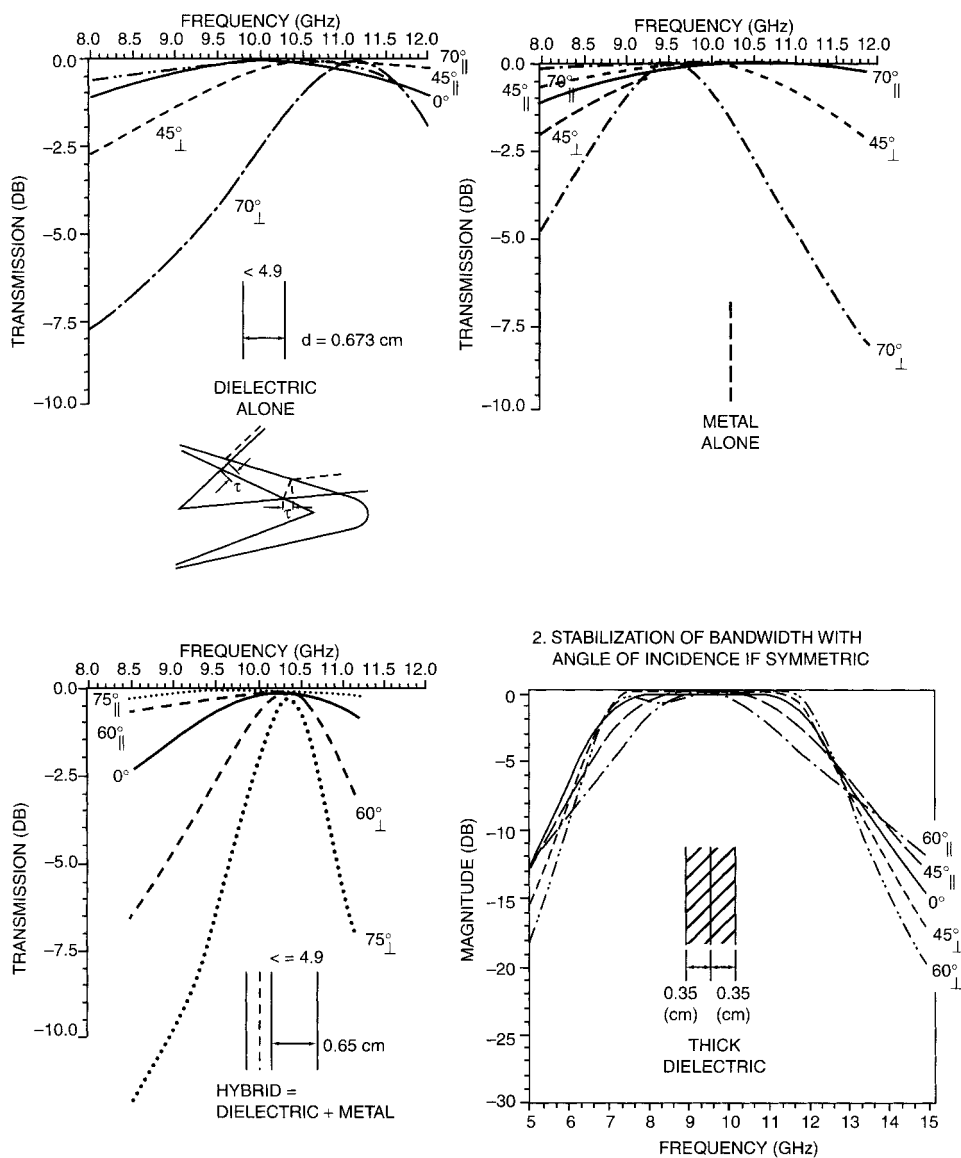 FREQUENCY (GHz)
8.0 8.5 9.0 9.5 10.0 10.5 11.0 11.5 12.0
0.0
−2.5
−5.0
−7.5
−10.0
TRANSMISSION (DB)
70°∥
45°∥
0°
45°⊥
70°⊥
< 4.9
d = 0.673 cm
DIELECTRIC
ALONE
τ
τ
FREQUENCY (GHz)
8.0 8.5 9.0 9.5 10.0 10.5 11.0 11.5 12.0
0.0
−2.5
−5.0
−7.5
−10.0
TRANSMISSION (DB)
45°∥
70°∥
70°∥
45°⊥
45°⊥
70°⊥
METAL
ALONE
FREQUENCY (GHz)
8.0 8.5 9.0 9.5 10.0 10.5 11.0 11.5 12.0
0.0
−2.5
−5.0
−7.5
−10.0
TRANSMISSION (DB)
75°∥
60°∥
0°
60°⊥
75°⊥
< = 4.9
0.65 cm
HYBRID =
DIELECTRIC + METAL
2. STABILIZATION OF BANDWIDTH WITH
ANGLE OF INCIDENCE IF SYMMETRIC
0
−5
−10
−15
−20
−25
−30
MAGNITUDE (DB)
60°∥
45°∥
0°
45°⊥
60°⊥
0.35 0.35
(cm) (cm)
THICK
DIELECTRIC
5 6 7 8 9 10 11 12 13 14 15
FREQUENCY (GHz)